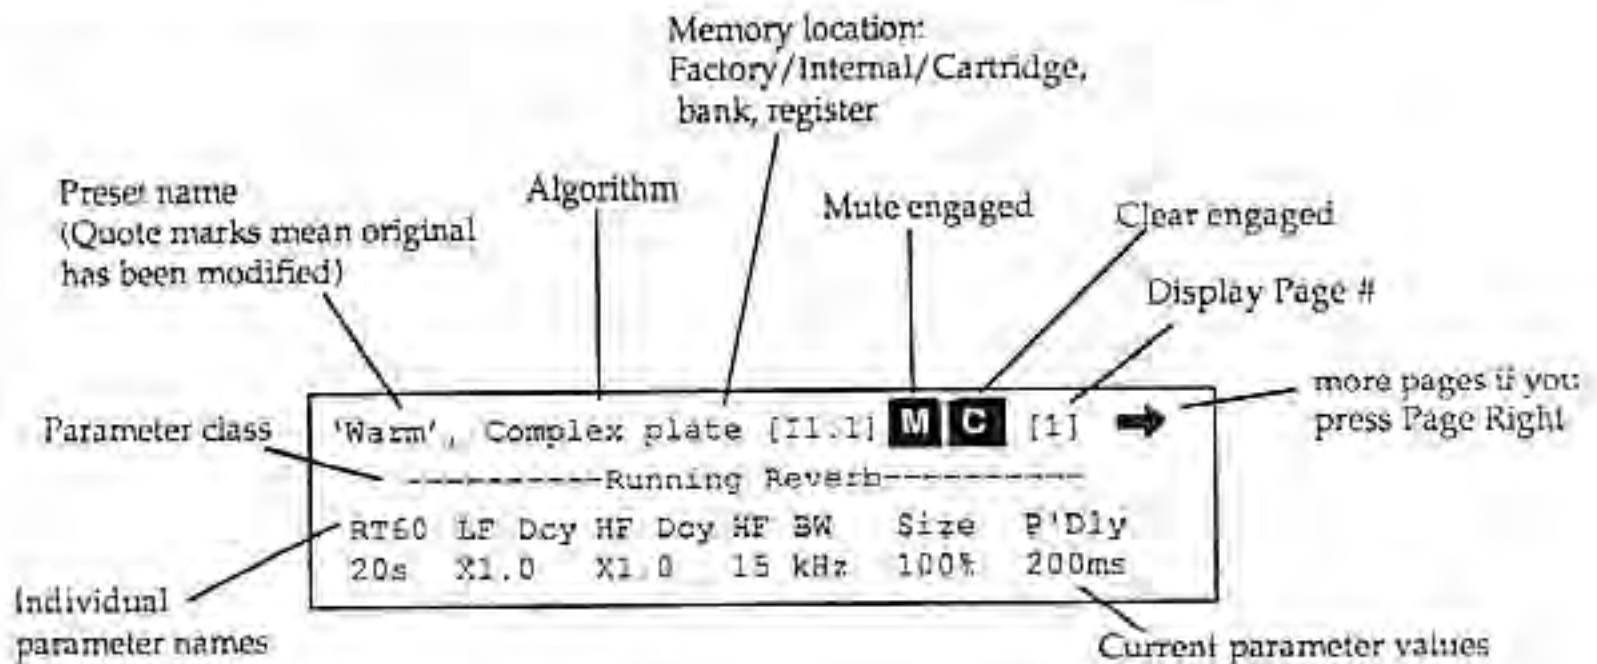 Memory location:
Factory/Internal/Cartridge,
bank, register
Preset name
(Quote marks mean original
has been modified)
Algorithm
Mute engaged
Clear engaged
Display Page #
more pages if you
press Page Right
Parameter class
'Warm', Complex plate [I1.1] M C [1]
----------Running Reverb----------
RT60 LF Dcy HF Dcy HF BW Size P'Dly
20s X1.0 X1.0 15 kHz 100% 200ms
Individual
parameter names
Current parameter values